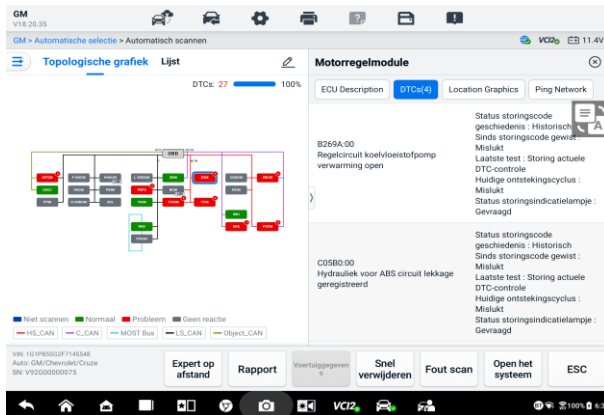 GM
V18.20.35
GM > Automatische selectie > Automatisch scannen
VCI2
11.4V
Topologische grafiek
Lijst
DTCs: 27
100%
Niet scannen
Normaal
Probleem
Geen reactie
HS_CAN
C_CAN
MOST Bus
LS_CAN
Object_CAN
Motorregelmodule
ECU Description
DTCs(4)
Location Graphics
Ping Network
B269A:00
Regelcircuit koelvloeistofpomp
verwarming open
Status storingscode
geschiedenis : Historisch
Sinds storingscode gewist :
Mislukt
Laatste test : Storing actuele
DTC-controle
Huidige ontstekingscyclus :
Mislukt
Status storingsindicatielampje :
Gevraagd
C05B0:00
Hydrauliek voor ABS circuit lekkage
geregistreerd
Status storingscode
geschiedenis : Historisch
Sinds storingscode gewist :
Mislukt
Laatste test : Storing actuele
DTC-controle
Huidige ontstekingscyclus :
Mislukt
Status storingsindicatielampje :
Gevraagd
VIN: 1G1PB5SG2F7145548
Auto: GM/Chevrolet/Cruze
SN: V92G00000075
Expert op
afstand
Rapport
Voertuiggegeven
s
Snel
verwijderen
Fout scan
Open het
systeem
ESC
VCI2
100%